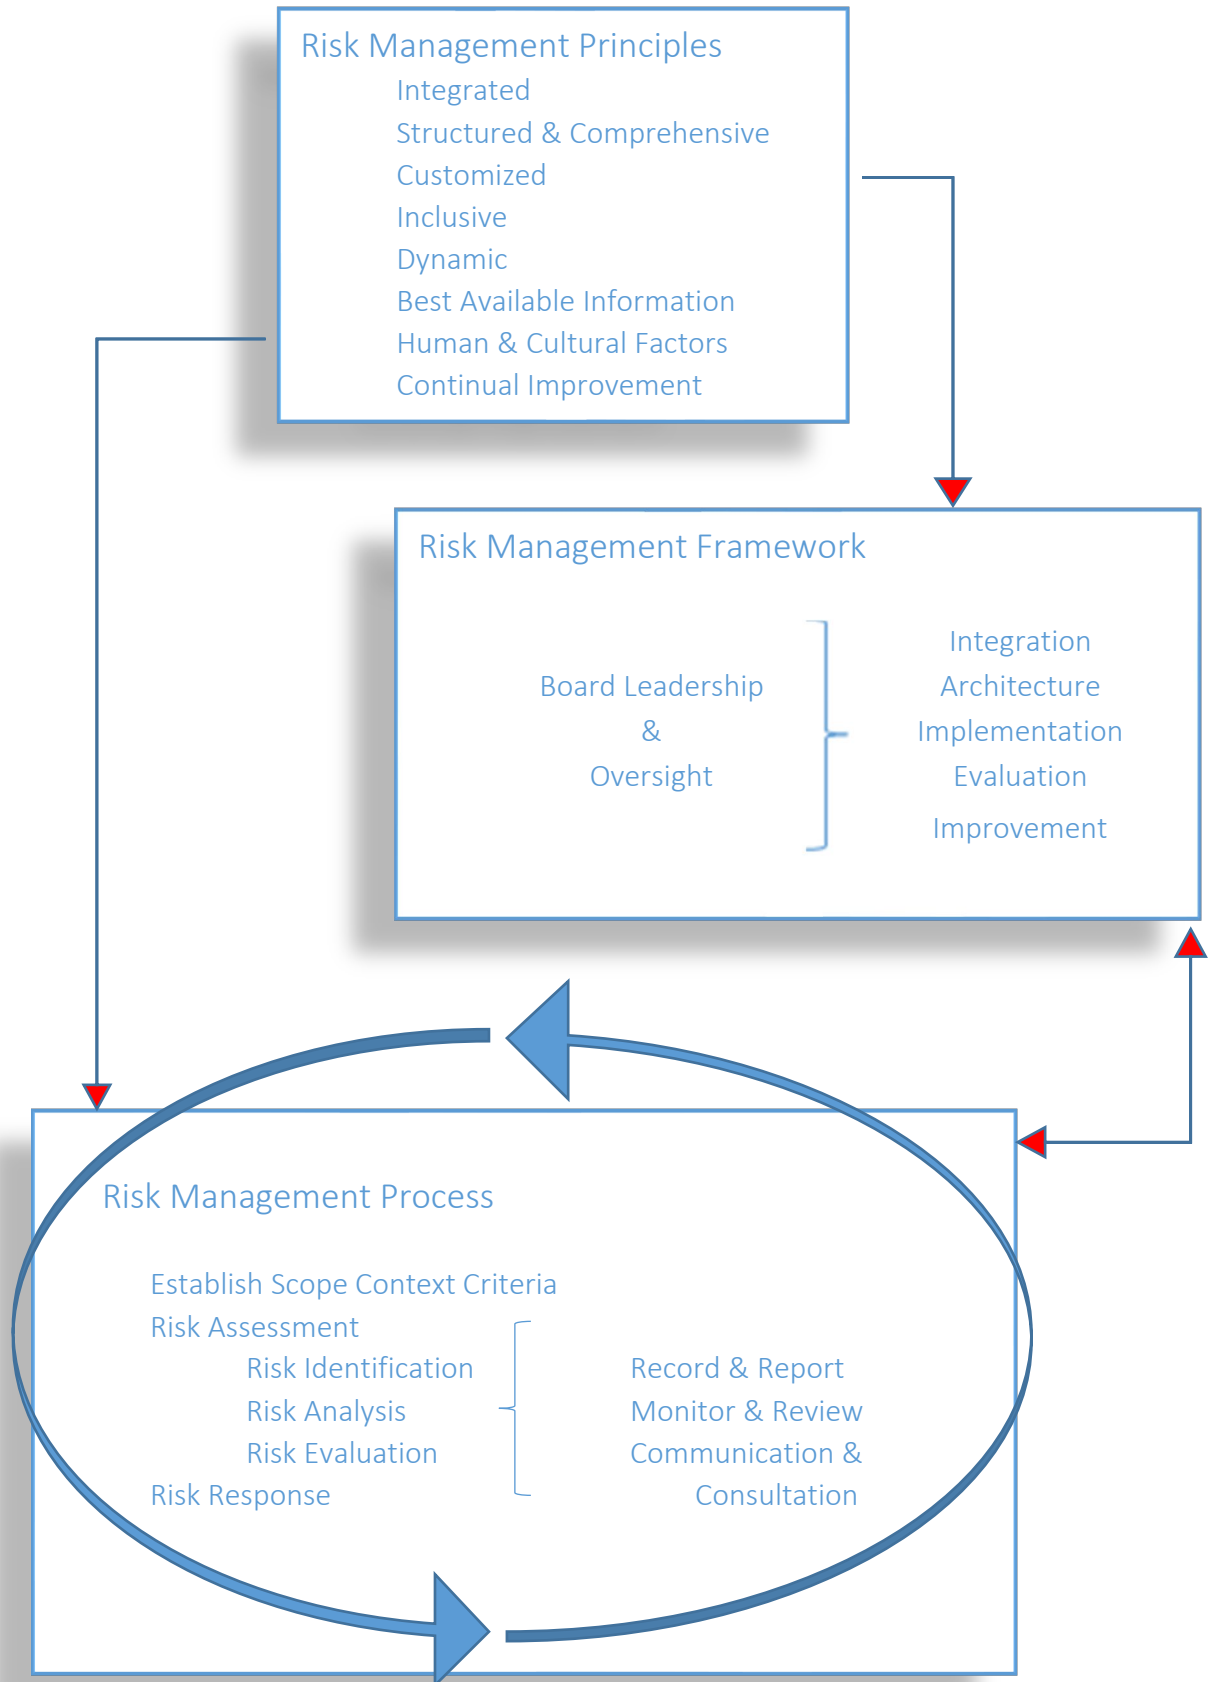 Risk Management Principles
Integrated
Structured & Comprehensive
Customized
Inclusive
Dynamic
Best Available Information
Human & Cultural Factors
Continual Improvement
Risk Management Framework
Board Leadership
&
Oversight
Integration
Architecture
Implementation
Evaluation
Improvement
Risk Management Process
Establish Scope Context Criteria
Risk Assessment
Risk Identification
Risk Analysis
Risk Evaluation
Risk Response
Record & Report
Monitor & Review
Communication &
Consultation